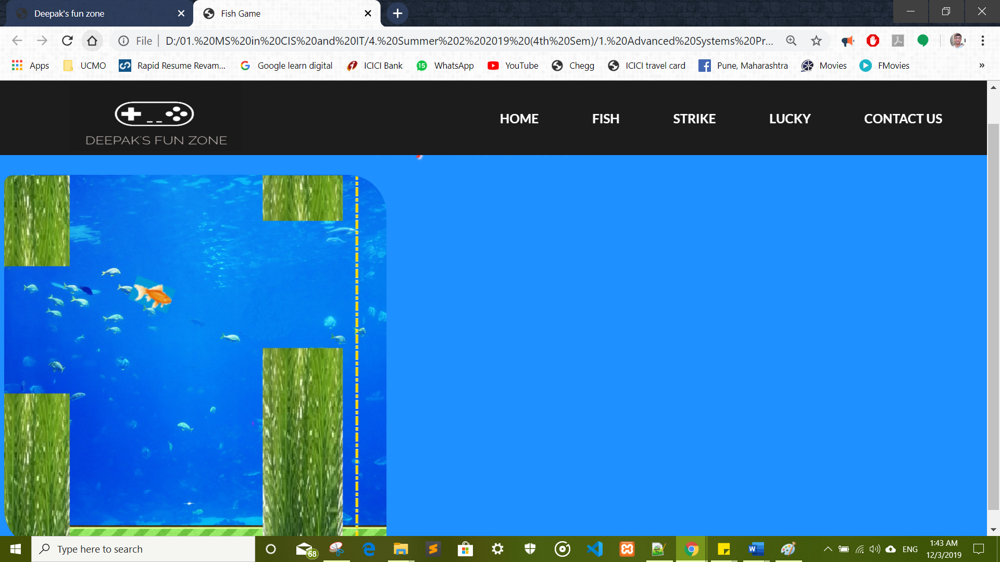 Deepak's fun zone
Fish Game
File D:/01.%20MS%20in%20CIS%20and%20IT/4.%20Summer%202%202019%20(4th%20Sem)/1.%20Advanced%20Systems%20Pr...
Apps UCMO Rapid Resume Revam... Google learn digital ICICI Bank WhatsApp YouTube Chegg ICICI travel card Pune, Maharashtra Movies FMovies »
15
DEEPAK'S FUN ZONE
HOME FISH STRIKE LUCKY CONTACT US
Type here to search
68
ENG
1:43 AM
12/3/2019